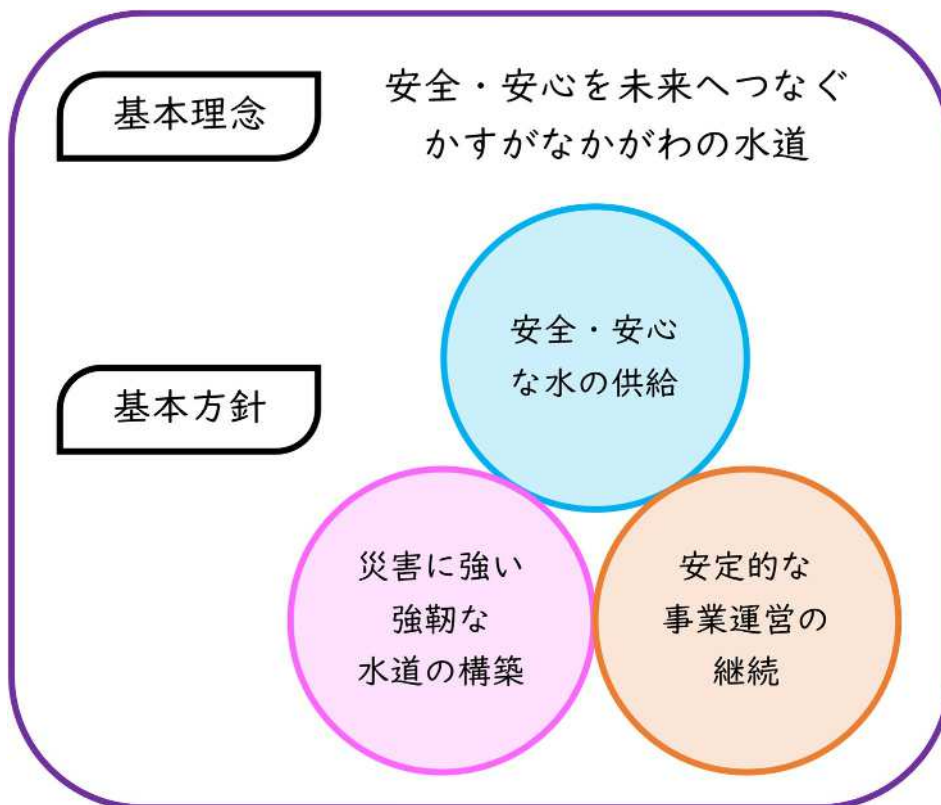 基本理念
安全・安心を未来へつなぐ
かすがなかがわの水道
基本方針
安全・安心
な水の供給
災害に強い
強靭な
水道の構築
安定的な
事業運営の
継続